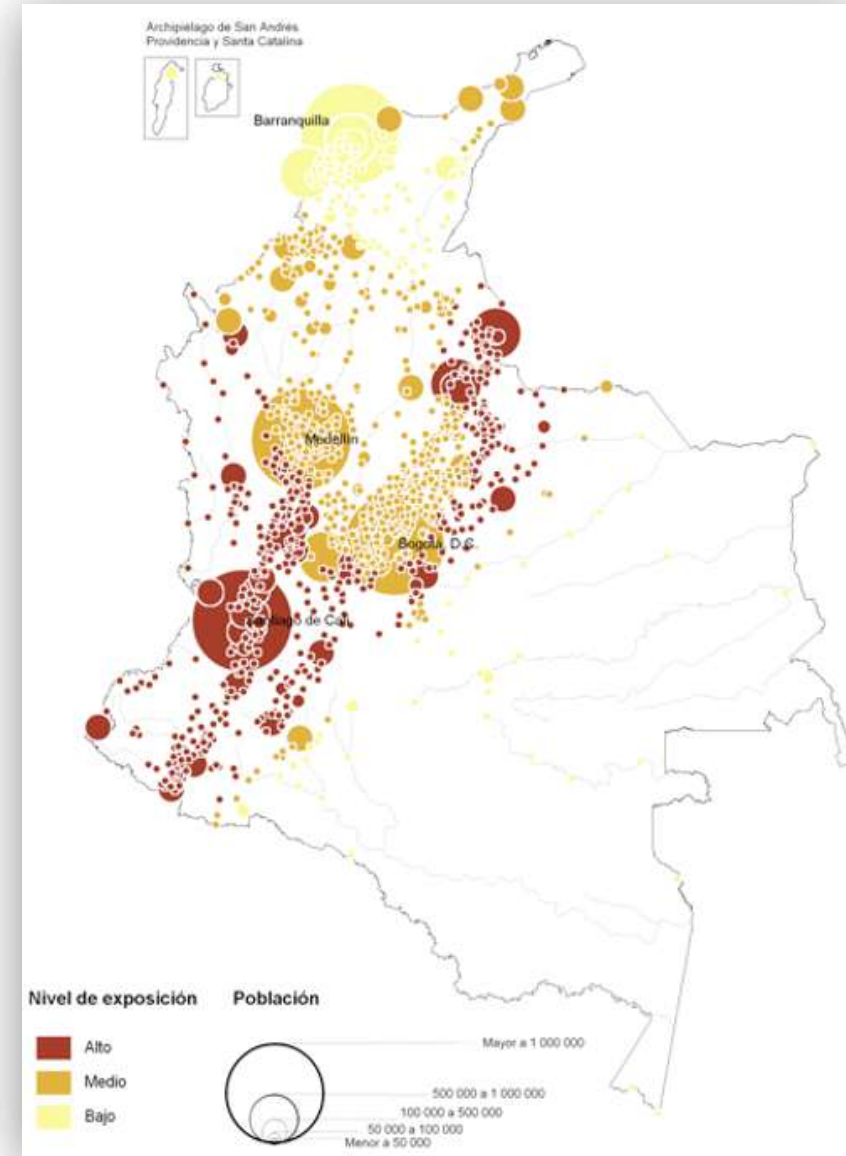 Archipiélago de San Andrés
Providencia y Santa Catalina
Barranquilla
Medellín
Bogotá, D.C.
Santiago de Cali
Nivel de exposición
Alto
Medio
Bajo
Población
Mayor a 1 000 000
500 000 a 1 000 000
100 000 a 500 000
50 000 a 100 000
Menor a 50 000